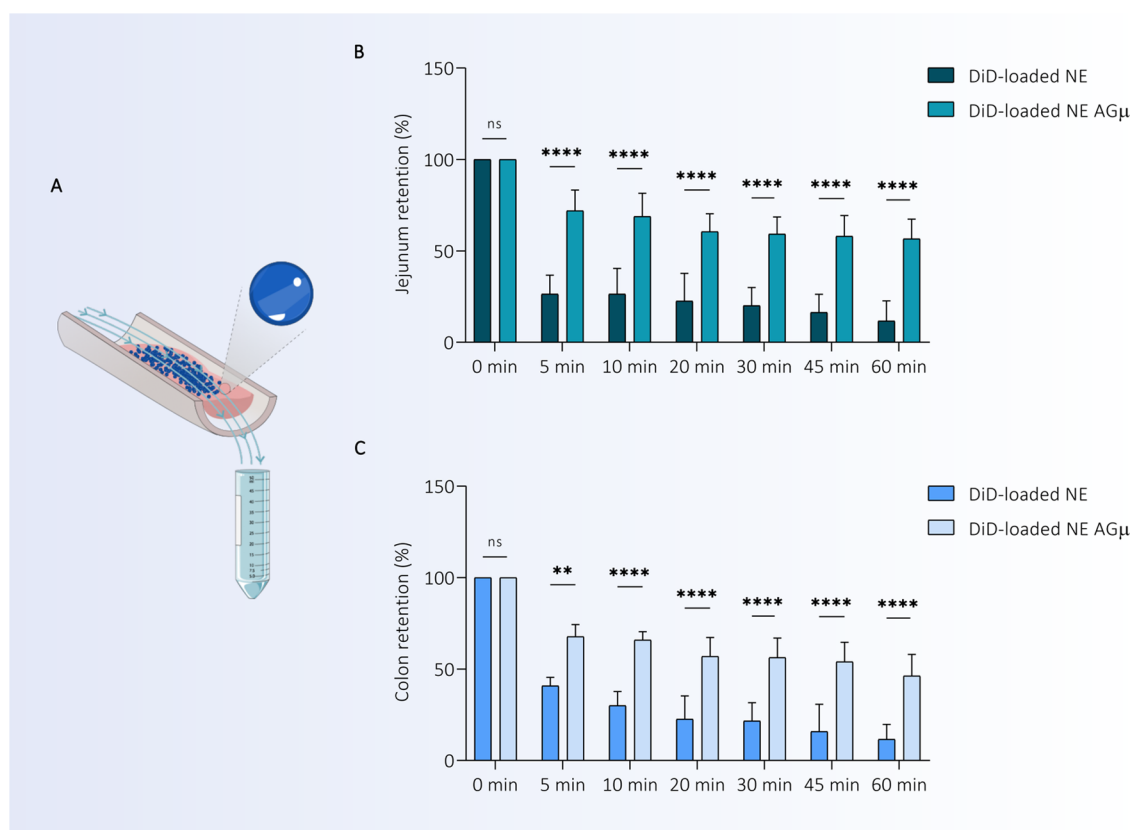 A
B
Jejunum retention (%)
150
100
50
0
ns
****
****
****
****
****
****
0 min
5 min
10 min
20 min
30 min
45 min
60 min
DiD-loaded NE
DiD-loaded NE AGμ
C
Colon retention (%)
150
100
50
0
ns
**
****
****
****
****
****
0 min
5 min
10 min
20 min
30 min
45 min
60 min
DiD-loaded NE
DiD-loaded NE AGμ